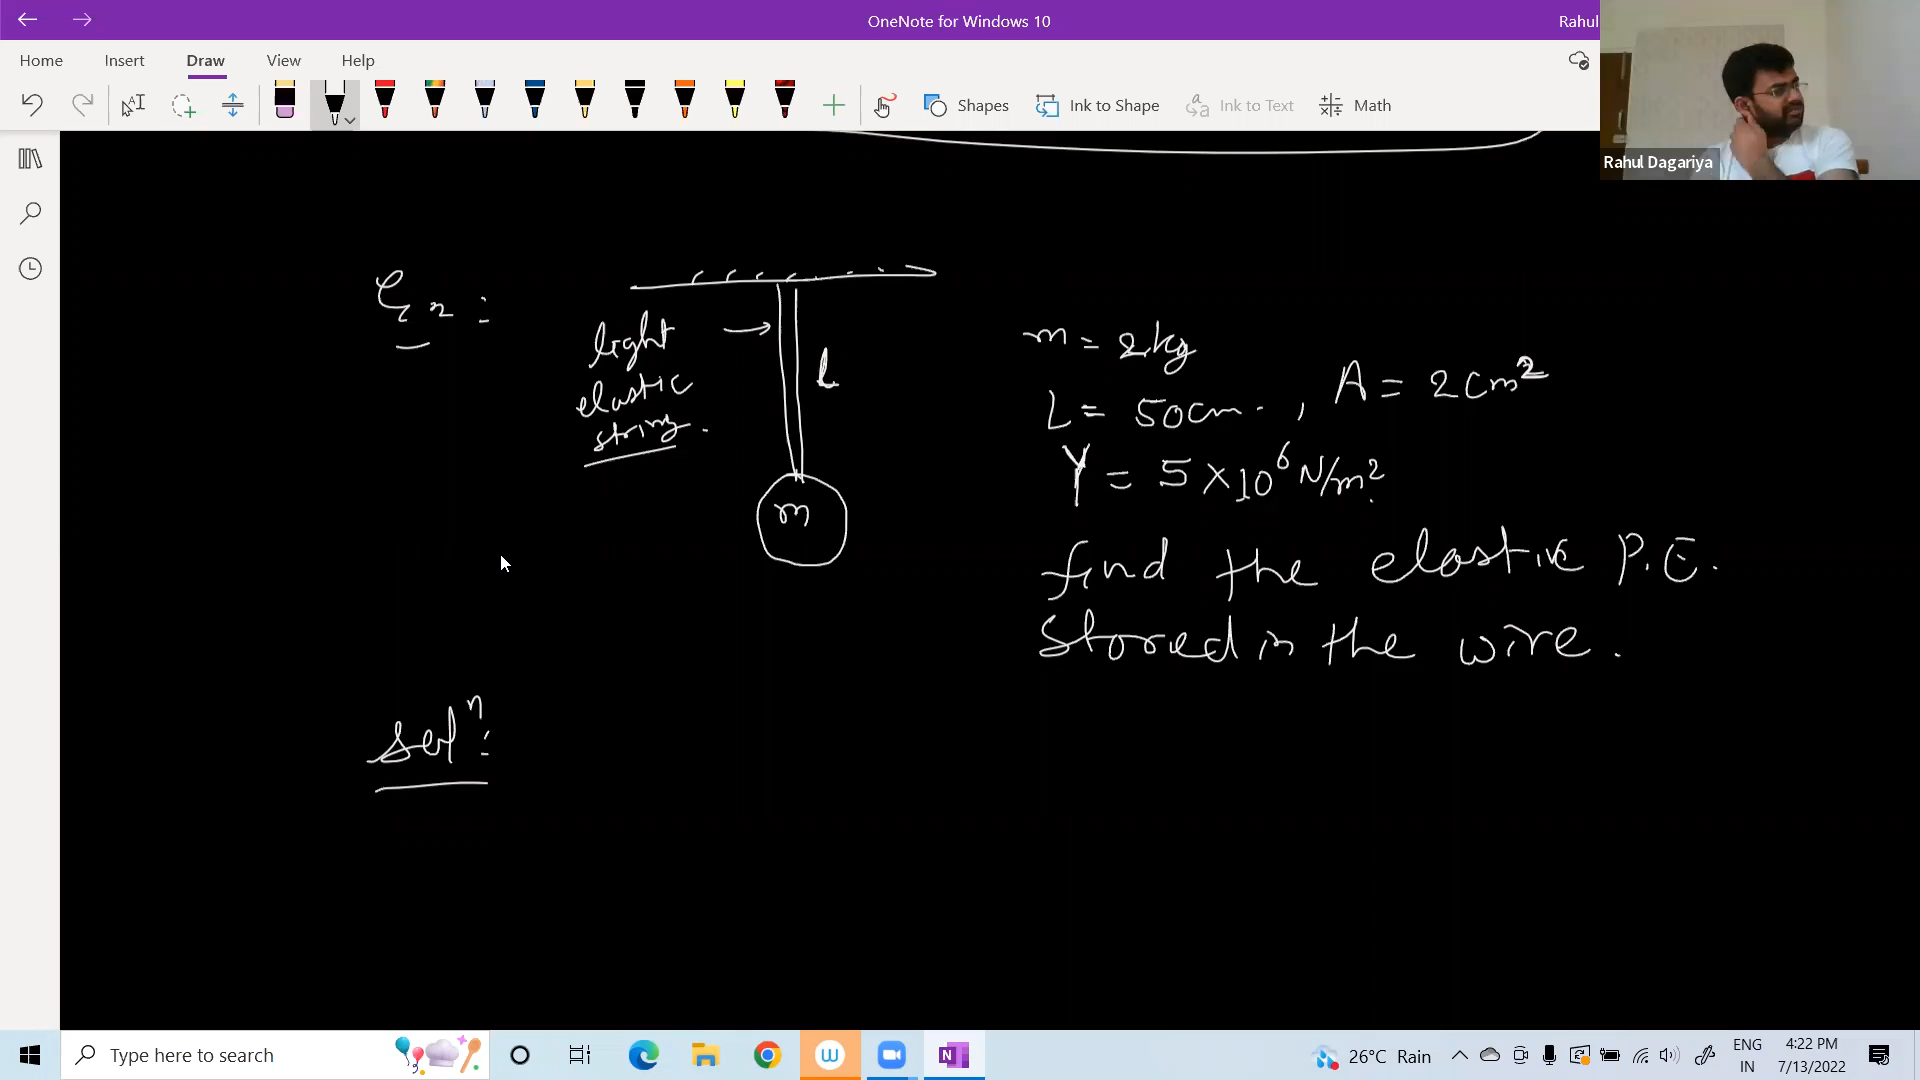 OneNote for Windows 10
Rahul
Home Insert Draw View Help
Shapes Ink to Shape Ink to Text Math
Rahul Dagariya
Ex :
light
elastic
string.
l
m
m = 2kg
L = 50cm. , A = 2cm²
Y = 5 × 10⁶ N/m²
find the elastic P.E.
stored in the wire.
solⁿ:
Type here to search
26°C Rain
ENG
IN
4:22 PM
7/13/2022